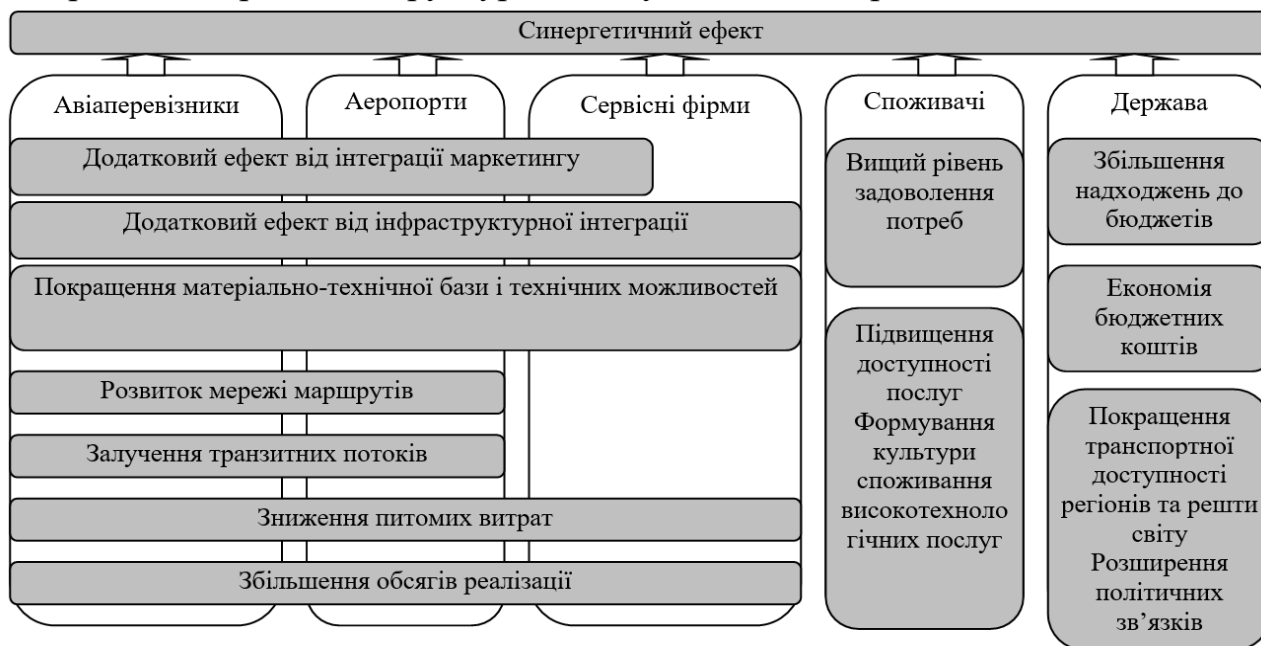 Синергетичний ефект
Авіаперевізники
Аеропорти
Сервісні фірми
Споживачі
Держава
Додатковий ефект від інтеграції маркетингу
Додатковий ефект від інфраструктурної інтеграції
Покращення матеріально-технічної бази і технічних можливостей
Розвиток мережі маршрутів
Залучення транзитних потоків
Зниження питомих витрат
Збільшення обсягів реалізації
Вищий рівень
задоволення
потреб
Підвищення
доступності
послуг
Формування
культури
споживання
високотехноло
гічних послуг
Збільшення
надходжень до
бюджетів
Економія
бюджетних
коштів
Покращення
транспортної
доступності
регіонів та решти
світу
Розширення
політичних
зв’язків